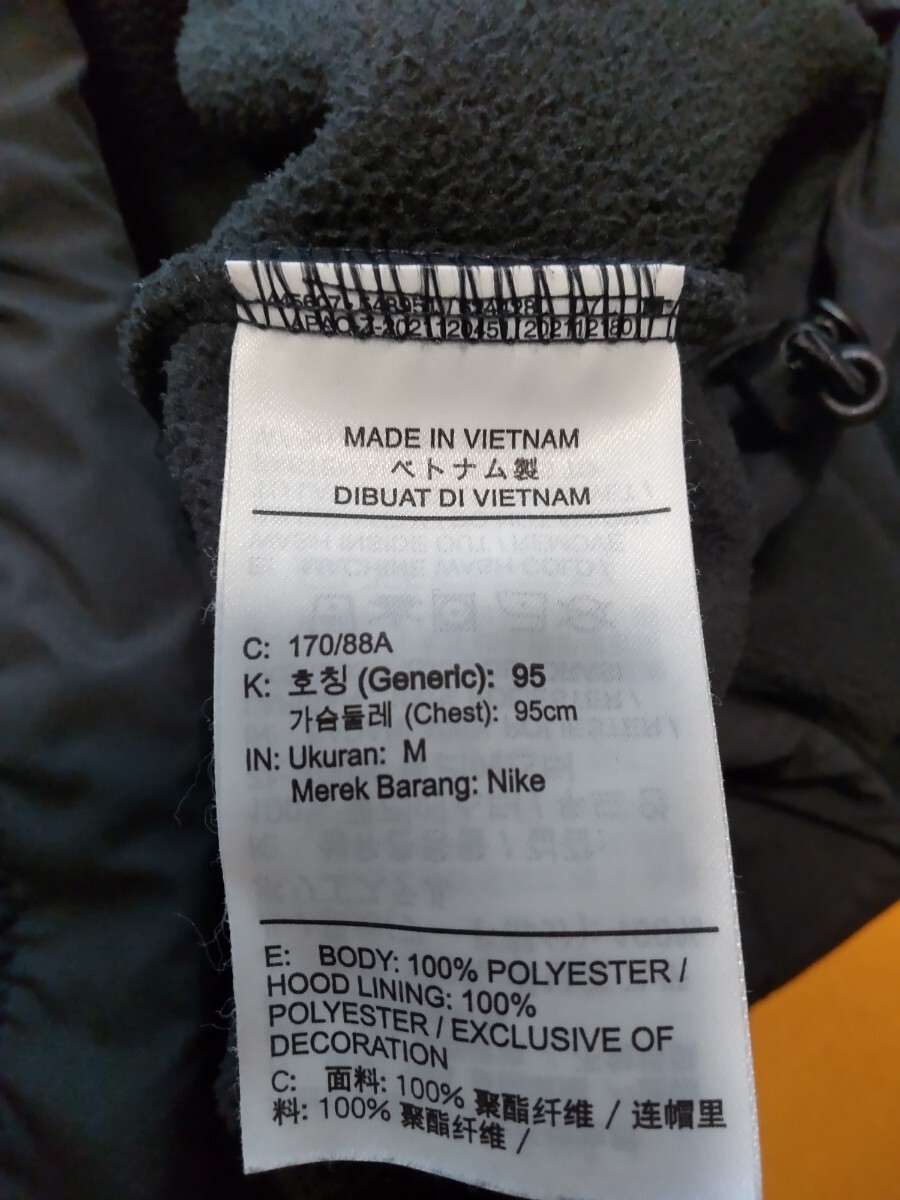 MADE IN VIETNAM
ベトナム製
DIBUAT DI VIETNAM
C: 170/88A
K: 호칭 (Generic): 95
가슴둘레 (Chest): 95cm
IN: Ukuran: M
Merek Barang: Nike
E: BODY: 100% POLYESTER /
HOOD LINING: 100%
POLYESTER / EXCLUSIVE OF
DECORATION
C: 面料: 100% 聚酯纤维 / 连帽里
料: 100% 聚酯纤维 /